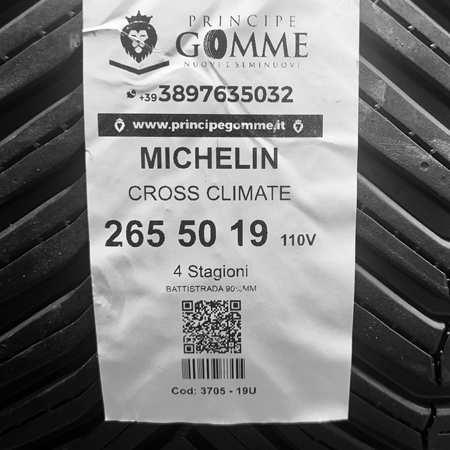 PRINCIPE
GOMME
NUOVI E SEMINUOVI
+39 3897635032
www.principegomme.it
MICHELIN
CROSS CLIMATE
265 50 19 110V
4 Stagioni
BATTISTRADA
Cod: 3705 - 19U